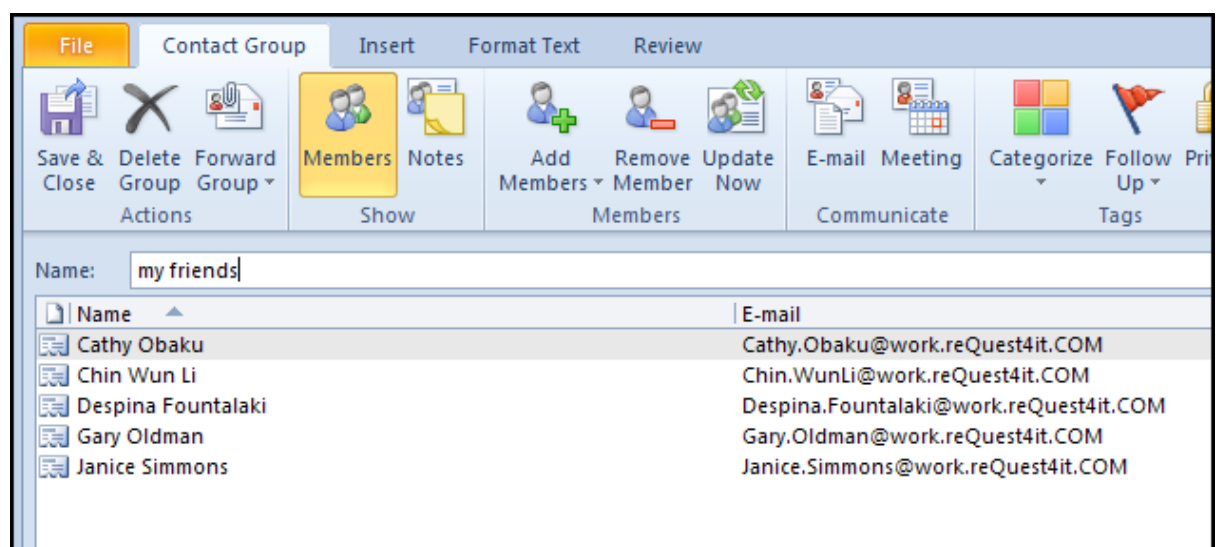 File Contact Group Insert Format Text Review
Save & Close Delete Group Forward Group Members Notes Add Members Remove Member Update Now E-mail Meeting Categorize Follow Up
Actions Show Members Communicate Tags
Name: my friends
Name E-mail
Cathy Obaku Cathy.Obaku@work.reQuest4it.COM
Chin Wun Li Chin.WunLi@work.reQuest4it.COM
Despina Fountalaki Despina.Fountalaki@work.reQuest4it.COM
Gary Oldman Gary.Oldman@work.reQuest4it.COM
Janice Simmons Janice.Simmons@work.reQuest4it.COM